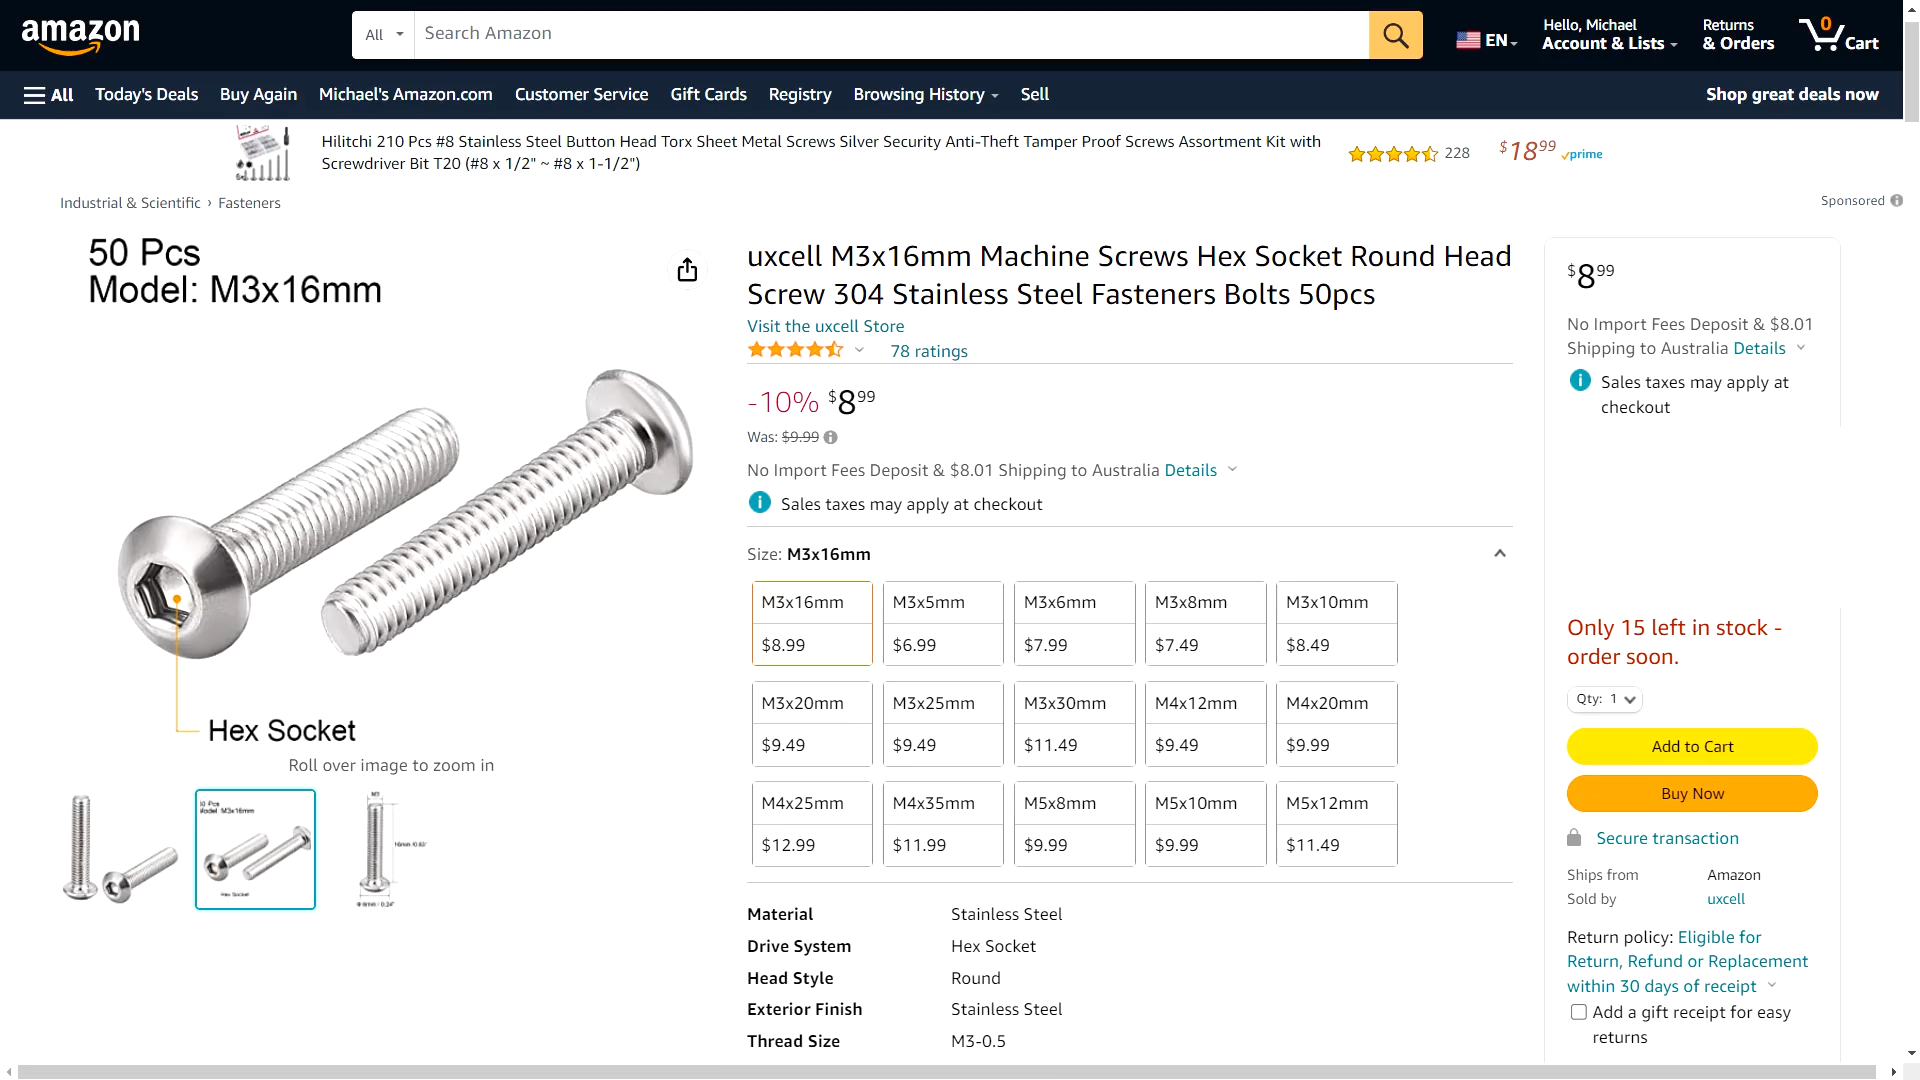 amazon
All
Search Amazon
EN
Hello, Michael
Account & Lists
Returns
& Orders
0
Cart
All
Today's Deals
Buy Again
Michael's Amazon.com
Customer Service
Gift Cards
Registry
Browsing History
Sell
Shop great deals now
Hilitchi 210 Pcs #8 Stainless Steel Button Head Torx Sheet Metal Screws Silver Security Anti-Theft Tamper Proof Screws Assortment Kit with
Screwdriver Bit T20 (#8 x 1/2" ~ #8 x 1-1/2")
228
$18.99
prime
Industrial & Scientific › Fasteners
Sponsored
50 Pcs
Model: M3x16mm
Hex Socket
Roll over image to zoom in
uxcell M3x16mm Machine Screws Hex Socket Round Head
Screw 304 Stainless Steel Fasteners Bolts 50pcs
Visit the uxcell Store
78 ratings
-10% $899
Was: $9.99
No Import Fees Deposit & $8.01 Shipping to Australia Details
Sales taxes may apply at checkout
Size: M3x16mm
M3x16mm
$8.99
M3x5mm
$6.99
M3x6mm
$7.99
M3x8mm
$7.49
M3x10mm
$8.49
M3x20mm
$9.49
M3x25mm
$9.49
M3x30mm
$11.49
M4x12mm
$9.49
M4x20mm
$9.99
M4x25mm
$12.99
M4x35mm
$11.99
M5x8mm
$9.99
M5x10mm
$9.99
M5x12mm
$11.49
Material Stainless Steel
Drive System Hex Socket
Head Style Round
Exterior Finish Stainless Steel
Thread Size M3-0.5
$899
No Import Fees Deposit & $8.01
Shipping to Australia Details
Sales taxes may apply at
checkout
Only 15 left in stock -
order soon.
Qty: 1
Add to Cart
Buy Now
Secure transaction
Ships from Amazon
Sold by uxcell
Return policy: Eligible for
Return, Refund or Replacement
within 30 days of receipt
Add a gift receipt for easy
returns